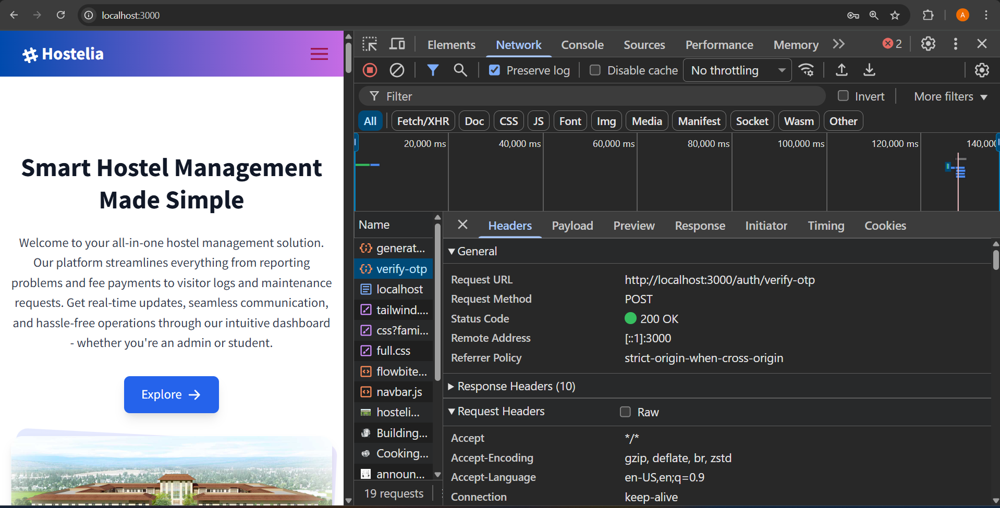 localhost:3000
A
Hostelia
Smart Hostel Management
Made Simple
Welcome to your all-in-one hostel management solution.
Our platform streamlines everything from reporting
problems and fee payments to visitor logs and maintenance
requests. Get real-time updates, seamless communication,
and hassle-free operations through our intuitive dashboard
- whether you're an admin or student.
Explore →
Elements Network Console Sources Performance Memory 2
Preserve log Disable cache No throttling
Filter Invert More filters
All Fetch/XHR Doc CSS JS Font Img Media Manifest Socket Wasm Other
20,000 ms 40,000 ms 60,000 ms 80,000 ms 100,000 ms 120,000 ms 140,000
Name
generat...
verify-otp
localhost
tailwind....
css?fami...
full.css
flowbite...
navbar.js
hosteli...
Building...
Cooking...
announ...
19 requests
Headers Payload Preview Response Initiator Timing Cookies
General
Request URL http://localhost:3000/auth/verify-otp
Request Method POST
Status Code 200 OK
Remote Address [::1]:3000
Referrer Policy strict-origin-when-cross-origin
Response Headers (10)
Request Headers Raw
Accept */*
Accept-Encoding gzip, deflate, br, zstd
Accept-Language en-US,en;q=0.9
Connection keep-alive